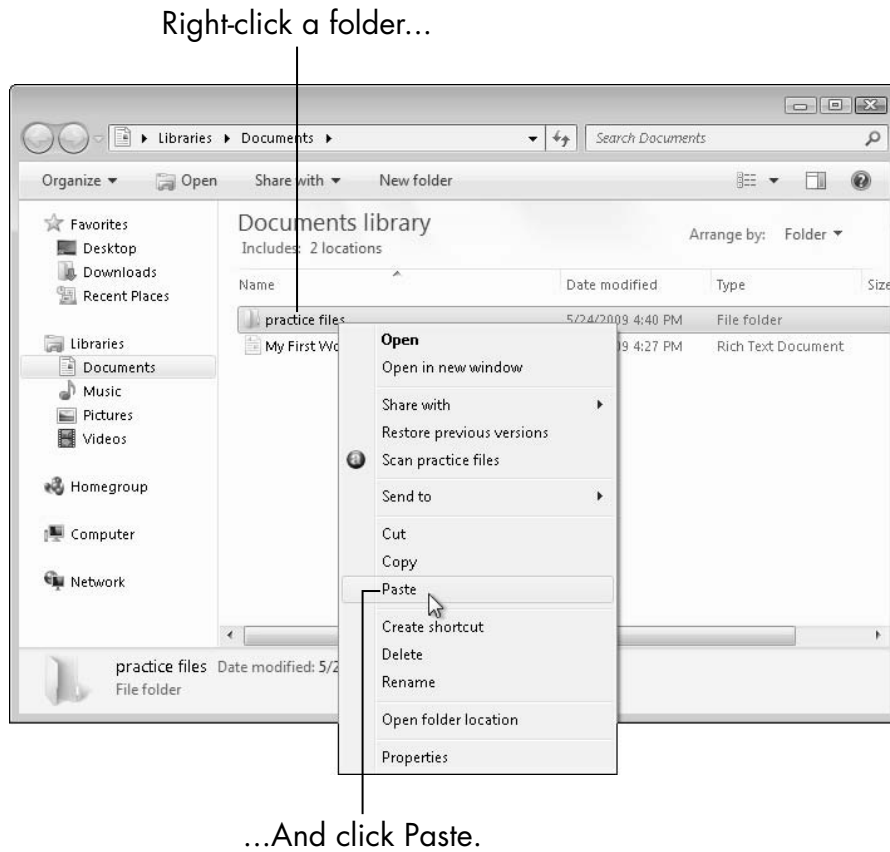 Right-click a folder...
Libraries Documents
Search Documents
Organize Open Share with New folder
Favorites
Desktop
Downloads
Recent Places
Libraries
Documents
Music
Pictures
Videos
Homegroup
Computer
Network
Documents library
Includes: 2 locations
Arrange by: Folder
Name Date modified Type Size
practice files 5/24/2009 4:40 PM File folder
My First Wo 09 4:27 PM Rich Text Document
Open
Open in new window
Share with
Restore previous versions
a Scan practice files
Send to
Cut
Copy
Paste
Create shortcut
Delete
Rename
Open folder location
Properties
practice files Date modified: 5/2
File folder
...And click Paste.